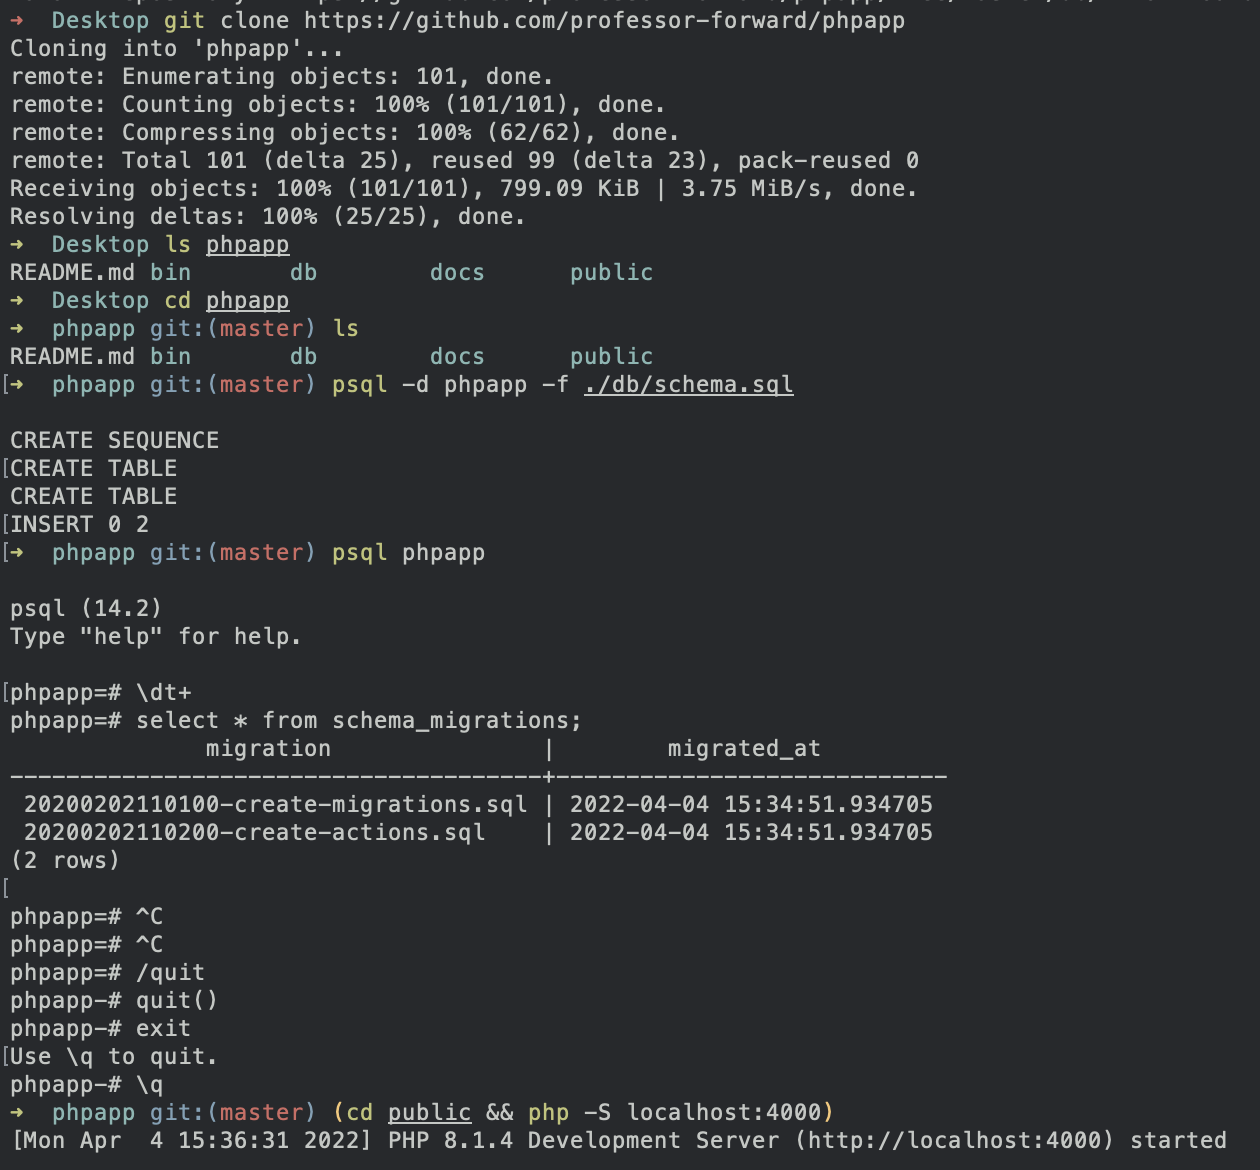 ➜  Desktop git clone https://github.com/professor-forward/phpapp
Cloning into 'phpapp'...
remote: Enumerating objects: 101, done.
remote: Counting objects: 100% (101/101), done.
remote: Compressing objects: 100% (62/62), done.
remote: Total 101 (delta 25), reused 99 (delta 23), pack-reused 0
Receiving objects: 100% (101/101), 799.09 KiB | 3.75 MiB/s, done.
Resolving deltas: 100% (25/25), done.
➜  Desktop ls phpapp
README.md bin       db        docs      public
➜  Desktop cd phpapp
➜  phpapp git:(master) ls
README.md bin       db        docs      public
[➜  phpapp git:(master) psql -d phpapp -f ./db/schema.sql
CREATE SEQUENCE
[CREATE TABLE
CREATE TABLE
[INSERT 0 2
[➜  phpapp git:(master) psql phpapp
psql (14.2)
Type "help" for help.
[phpapp=# \dt+
phpapp=# select * from schema_migrations;
              migration                |        migrated_at
---------------------------------------+----------------------------
 20200202110100-create-migrations.sql | 2022-04-04 15:34:51.934705
 20200202110200-create-actions.sql    | 2022-04-04 15:34:51.934705
(2 rows)
[
phpapp=# ^C
phpapp=# ^C
phpapp=# /quit
phpapp-# quit()
phpapp-# exit
[Use \q to quit.
phpapp-# \q
➜  phpapp git:(master) (cd public && php -S localhost:4000)
[Mon Apr  4 15:36:31 2022] PHP 8.1.4 Development Server (http://localhost:4000) started